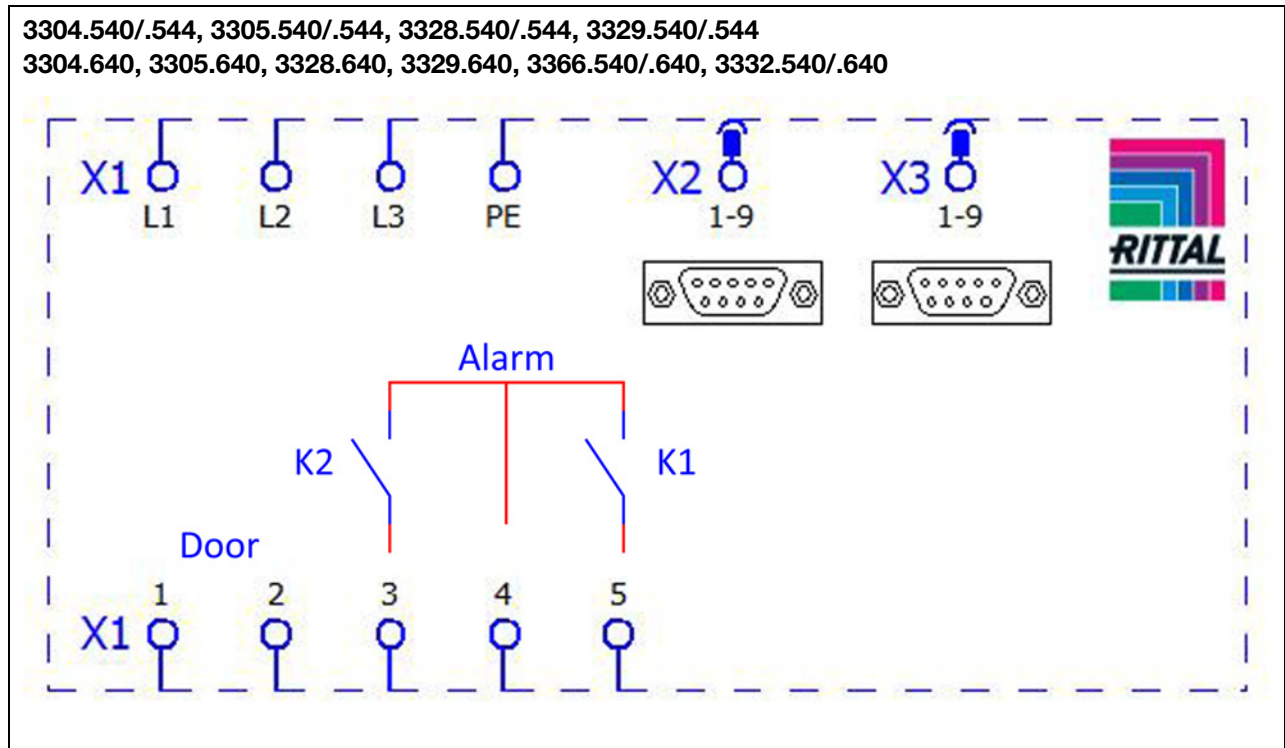 3304.540/.544, 3305.540/.544, 3328.540/.544, 3329.540/.544
3304.640, 3305.640, 3328.640, 3329.640, 3366.540/.640, 3332.540/.640
X1 X2 X3
L1 L2 L3 PE 1-9 1-9
RITTAL
Alarm
K2 K1
Door
1 2 3 4 5
X1